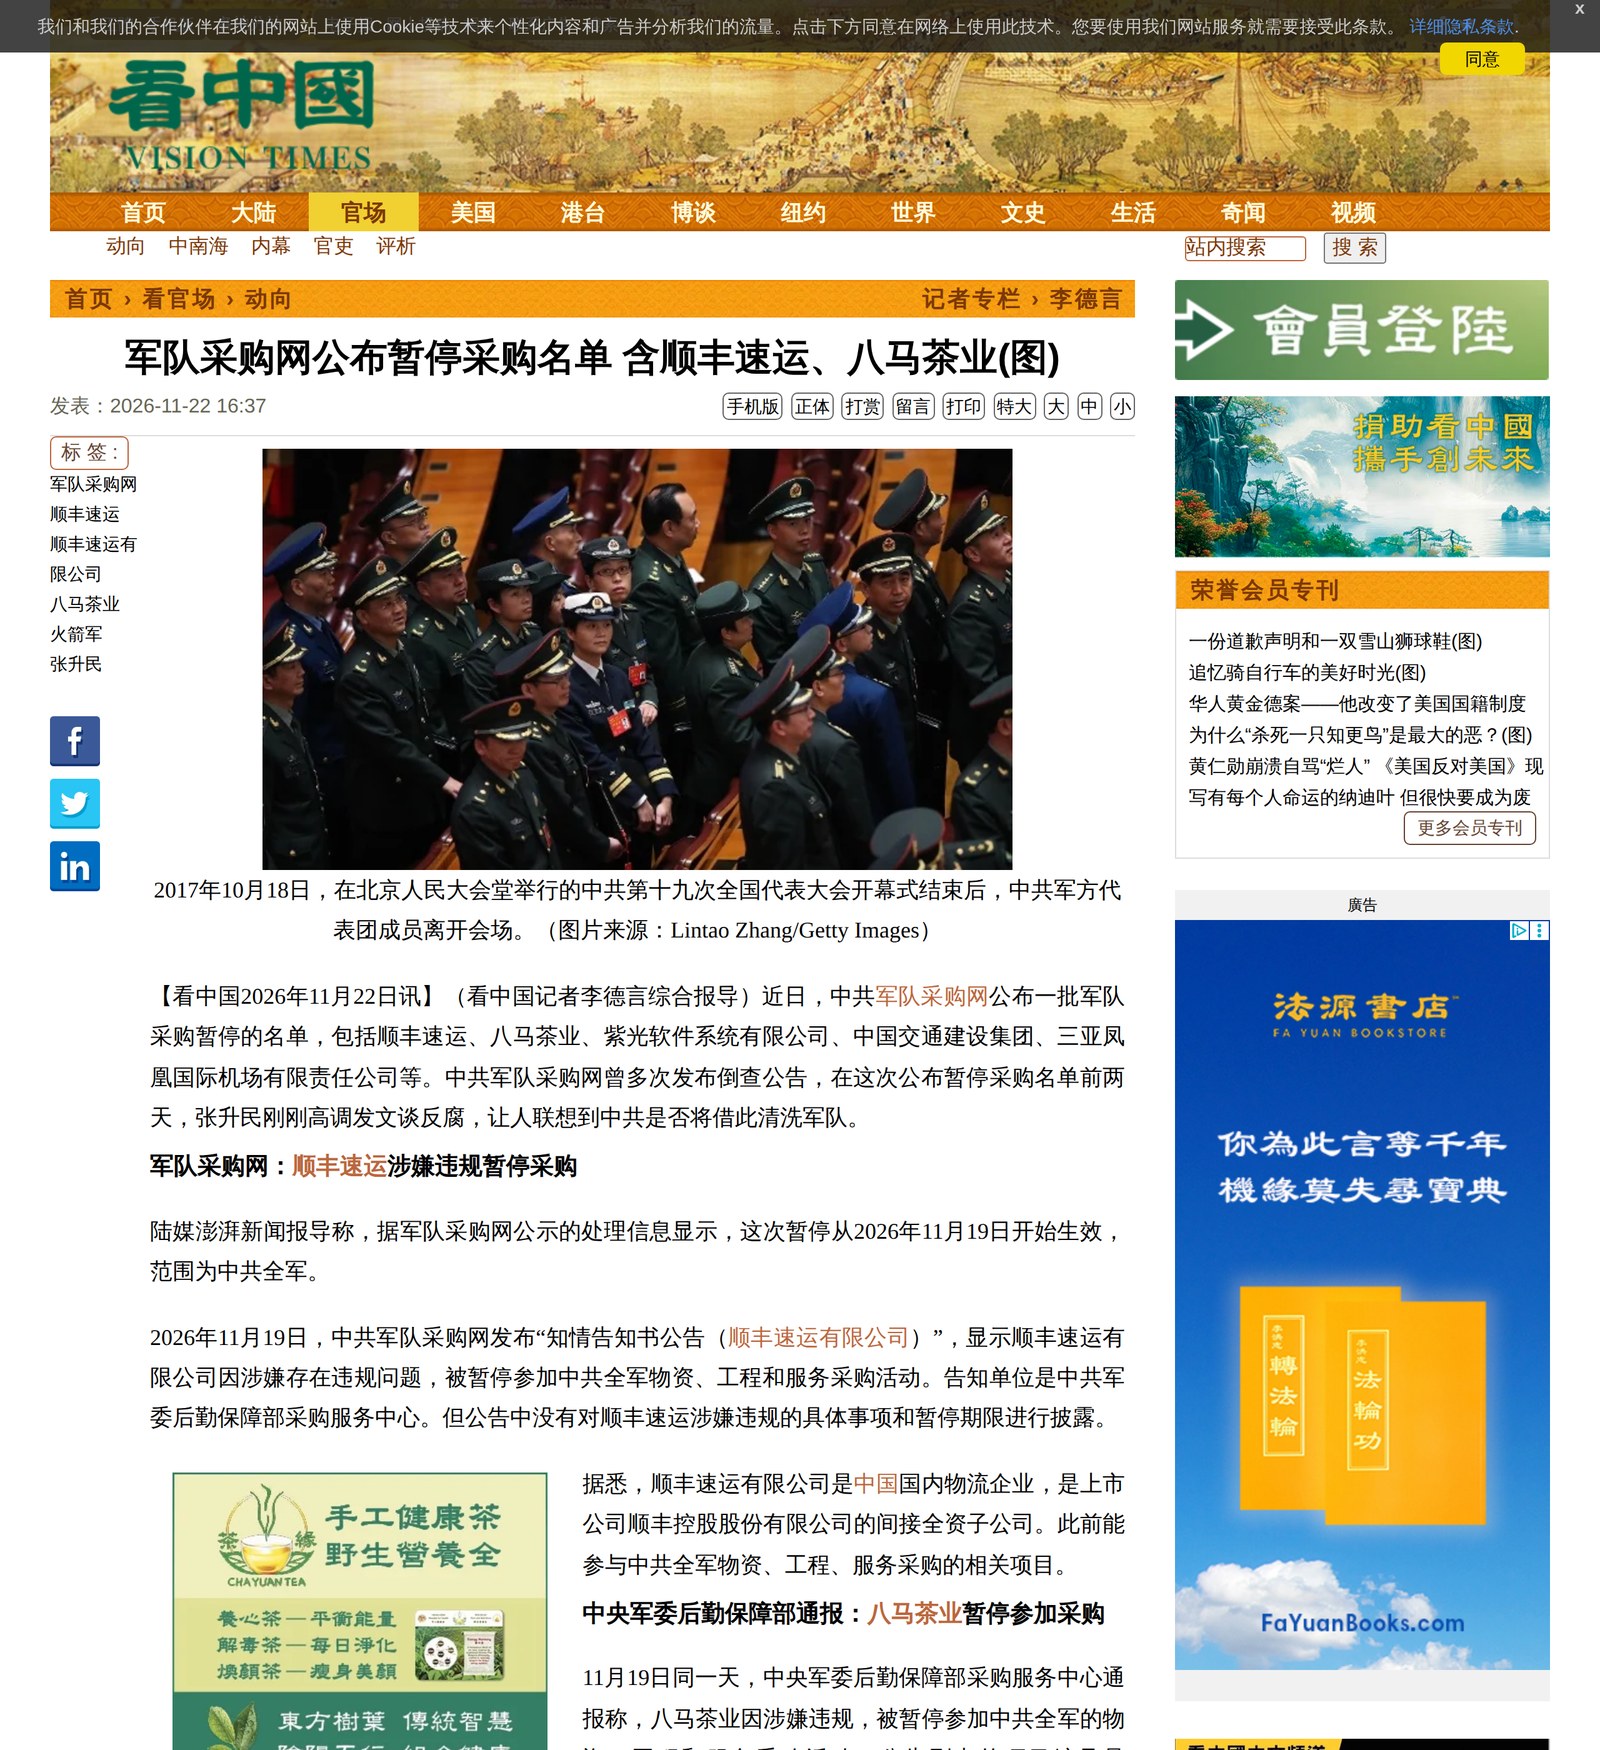 我们和我们的合作伙伴在我们的网站上使用Cookie等技术来个性化内容和广告并分析我们的流量。点击下方同意在网络上使用此技术。您要使用我们网站服务就需要接受此条款。 详细隐私条款.
x
同意
看中國
VISION TIMES
首页 大陆 官场 美国 港台 博谈 纽约 世界 文史 生活 奇闻 视频
动向 中南海 内幕 官吏 评析
站内搜索 搜 索
首页 › 看官场 › 动向
记者专栏 › 李德言
军队采购网公布暂停采购名单 含顺丰速运、八马茶业(图)
发表：2026-11-22 16:37
手机版 正体 打赏 留言 打印 特大 大 中 小
标 签：
军队采购网
顺丰速运
顺丰速运有
限公司
八马茶业
火箭军
张升民
2017年10月18日，在北京人民大会堂举行的中共第十九次全国代表大会开幕式结束后，中共军方代
表团成员离开会场。（图片来源：Lintao Zhang/Getty Images）
【看中国2026年11月22日讯】（看中国记者李德言综合报导）近日，中共军队采购网公布一批军队
采购暂停的名单，包括顺丰速运、八马茶业、紫光软件系统有限公司、中国交通建设集团、三亚凤
凰国际机场有限责任公司等。中共军队采购网曾多次发布倒查公告，在这次公布暂停采购名单前两
天，张升民刚刚高调发文谈反腐，让人联想到中共是否将借此清洗军队。
军队采购网：顺丰速运涉嫌违规暂停采购
陆媒澎湃新闻报导称，据军队采购网公示的处理信息显示，这次暂停从2026年11月19日开始生效，
范围为中共全军。
2026年11月19日，中共军队采购网发布“知情告知书公告（顺丰速运有限公司）”，显示顺丰速运有
限公司因涉嫌存在违规问题，被暂停参加中共全军物资、工程和服务采购活动。告知单位是中共军
委后勤保障部采购服务中心。但公告中没有对顺丰速运涉嫌违规的具体事项和暂停期限进行披露。
据悉，顺丰速运有限公司是中国国内物流企业，是上市
公司顺丰控股股份有限公司的间接全资子公司。此前能
参与中共全军物资、工程、服务采购的相关项目。
中央军委后勤保障部通报：八马茶业暂停参加采购
11月19日同一天，中央军委后勤保障部采购服务中心通
报称，八马茶业因涉嫌违规，被暂停参加中共全军的物
茶緣
CHA YUAN TEA
手工健康茶
野生營養全
養心茶 — 平衡能量
解毒茶 — 每日淨化
煥顏茶 — 瘦身美顏
東方樹葉 傳統智慧
會員登陸
捐助看中國
攜手創未來
荣誉会员专刊
一份道歉声明和一双雪山狮球鞋(图)
追忆骑自行车的美好时光(图)
华人黄金德案——他改变了美国国籍制度
为什么“杀死一只知更鸟”是最大的恶？(图)
黄仁勋崩溃自骂“烂人” 《美国反对美国》现
写有每个人命运的纳迪叶 但很快要成为废
更多会员专刊
廣告
法源書店
FA YUAN BOOKSTORE
你為此言等千年
機緣莫失尋寶典
李洪志
轉法輪
李洪志
法輪功
FaYuanBooks.com